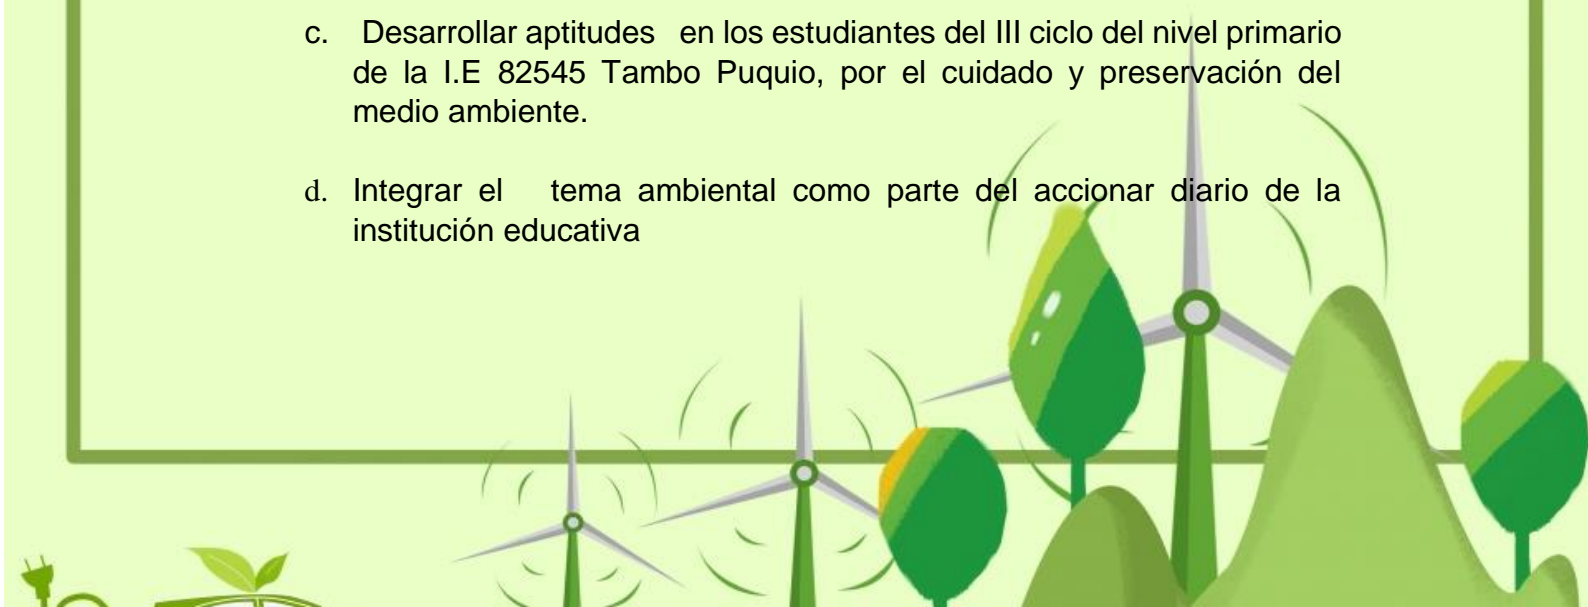 c. Desarrollar aptitudes en los estudiantes del III ciclo del nivel primario
de la I.E 82545 Tambo Puquio, por el cuidado y preservación del
medio ambiente.
d. Integrar el tema ambiental como parte del accionar diario de la
institución educativa